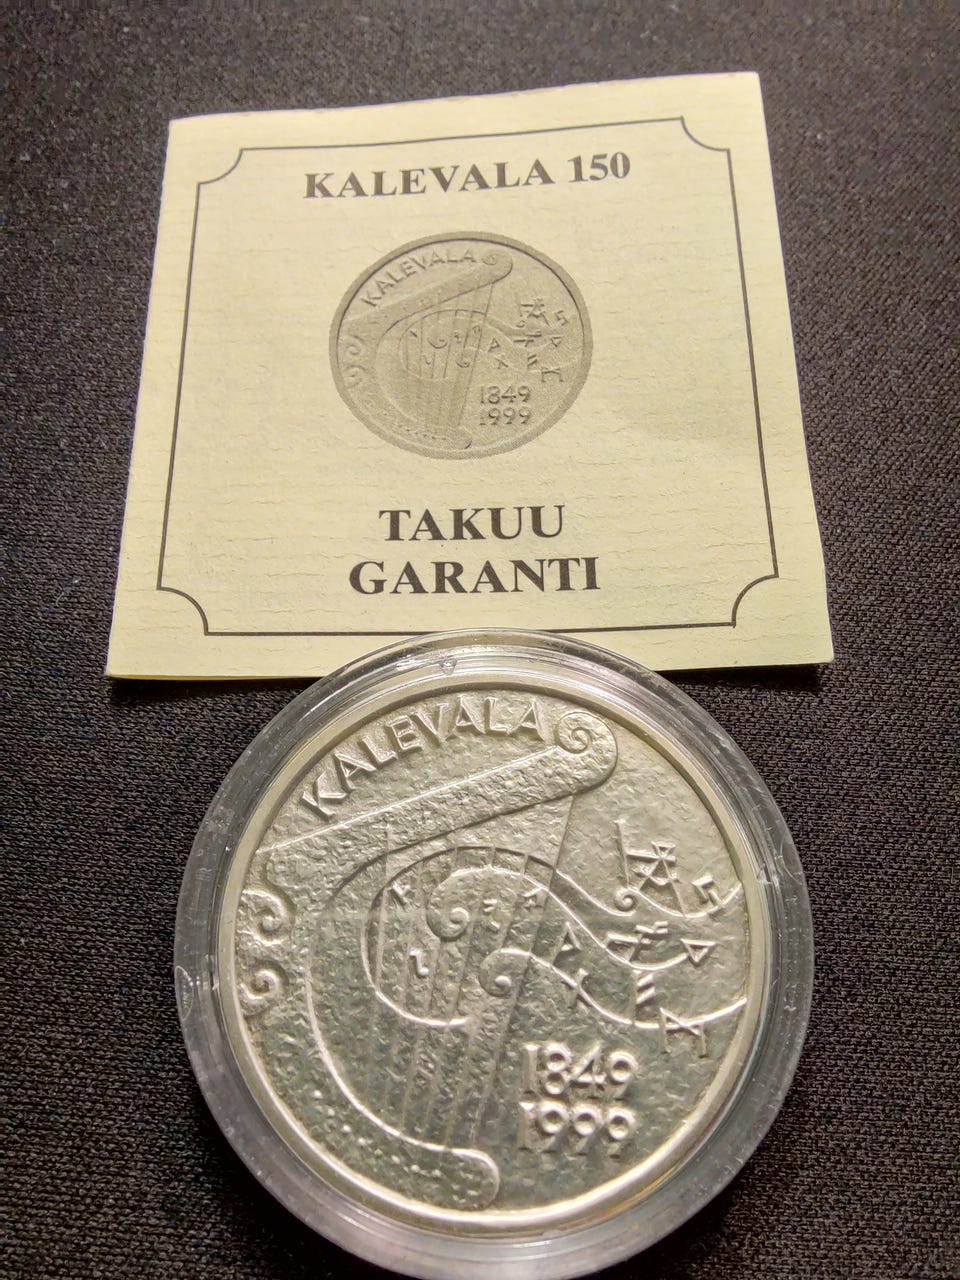 KALEVALA 150
KALEVALA
1849
1999
TAKUU
GARANTI
KALEVALA
1849
1999